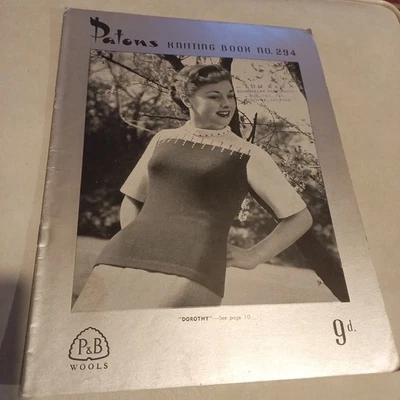 Patons KNITTING BOOK NO. 294
"DOROTHY"—See page 10
9d.
P&B
WOOLS